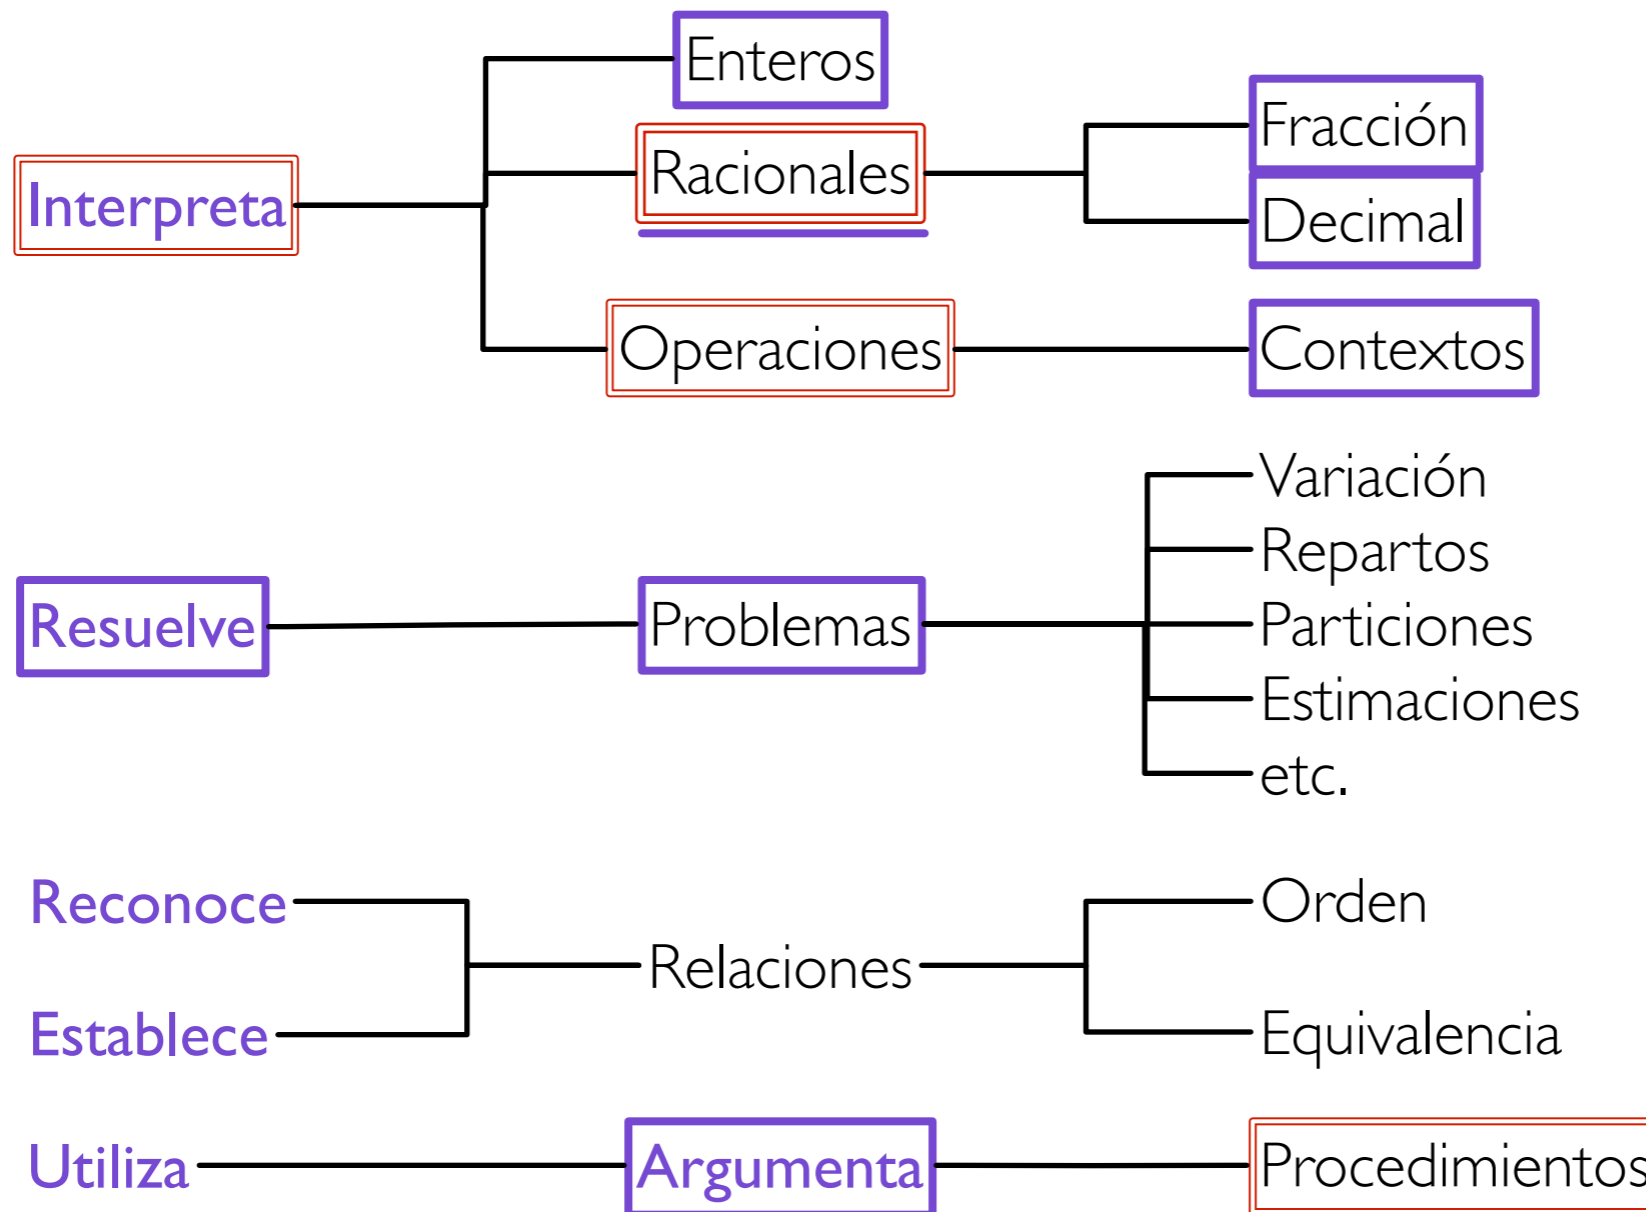 Enteros
Interpreta
Racionales
Fracción
Decimal
Operaciones
Contextos
Resuelve
Problemas
Variación
Repartos
Particiones
Estimaciones
etc.
Reconoce
Establece
Relaciones
Orden
Equivalencia
Utiliza
Argumenta
Procedimientos